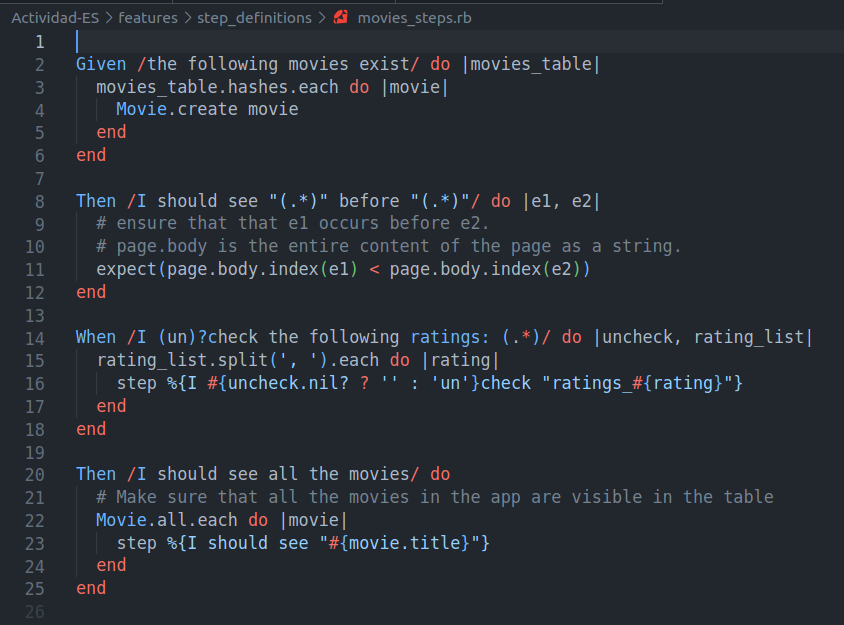 Actividad-ES > features > step_definitions > movies_steps.rb
1
2 Given /the following movies exist/ do |movies_table|
3   movies_table.hashes.each do |movie|
4     Movie.create movie
5   end
6 end
7
8 Then /I should see "(.*)" before "(.*)"/ do |e1, e2|
9   # ensure that that e1 occurs before e2.
10   # page.body is the entire content of the page as a string.
11   expect(page.body.index(e1) < page.body.index(e2))
12 end
13
14 When /I (un)?check the following ratings: (.*)/ do |uncheck, rating_list|
15   rating_list.split(', ').each do |rating|
16     step %{I #{uncheck.nil? ? '' : 'un'}check "ratings_#{rating}"}
17   end
18 end
19
20 Then /I should see all the movies/ do
21   # Make sure that all the movies in the app are visible in the table
22   Movie.all.each do |movie|
23     step %{I should see "#{movie.title}"}
24   end
25 end
26